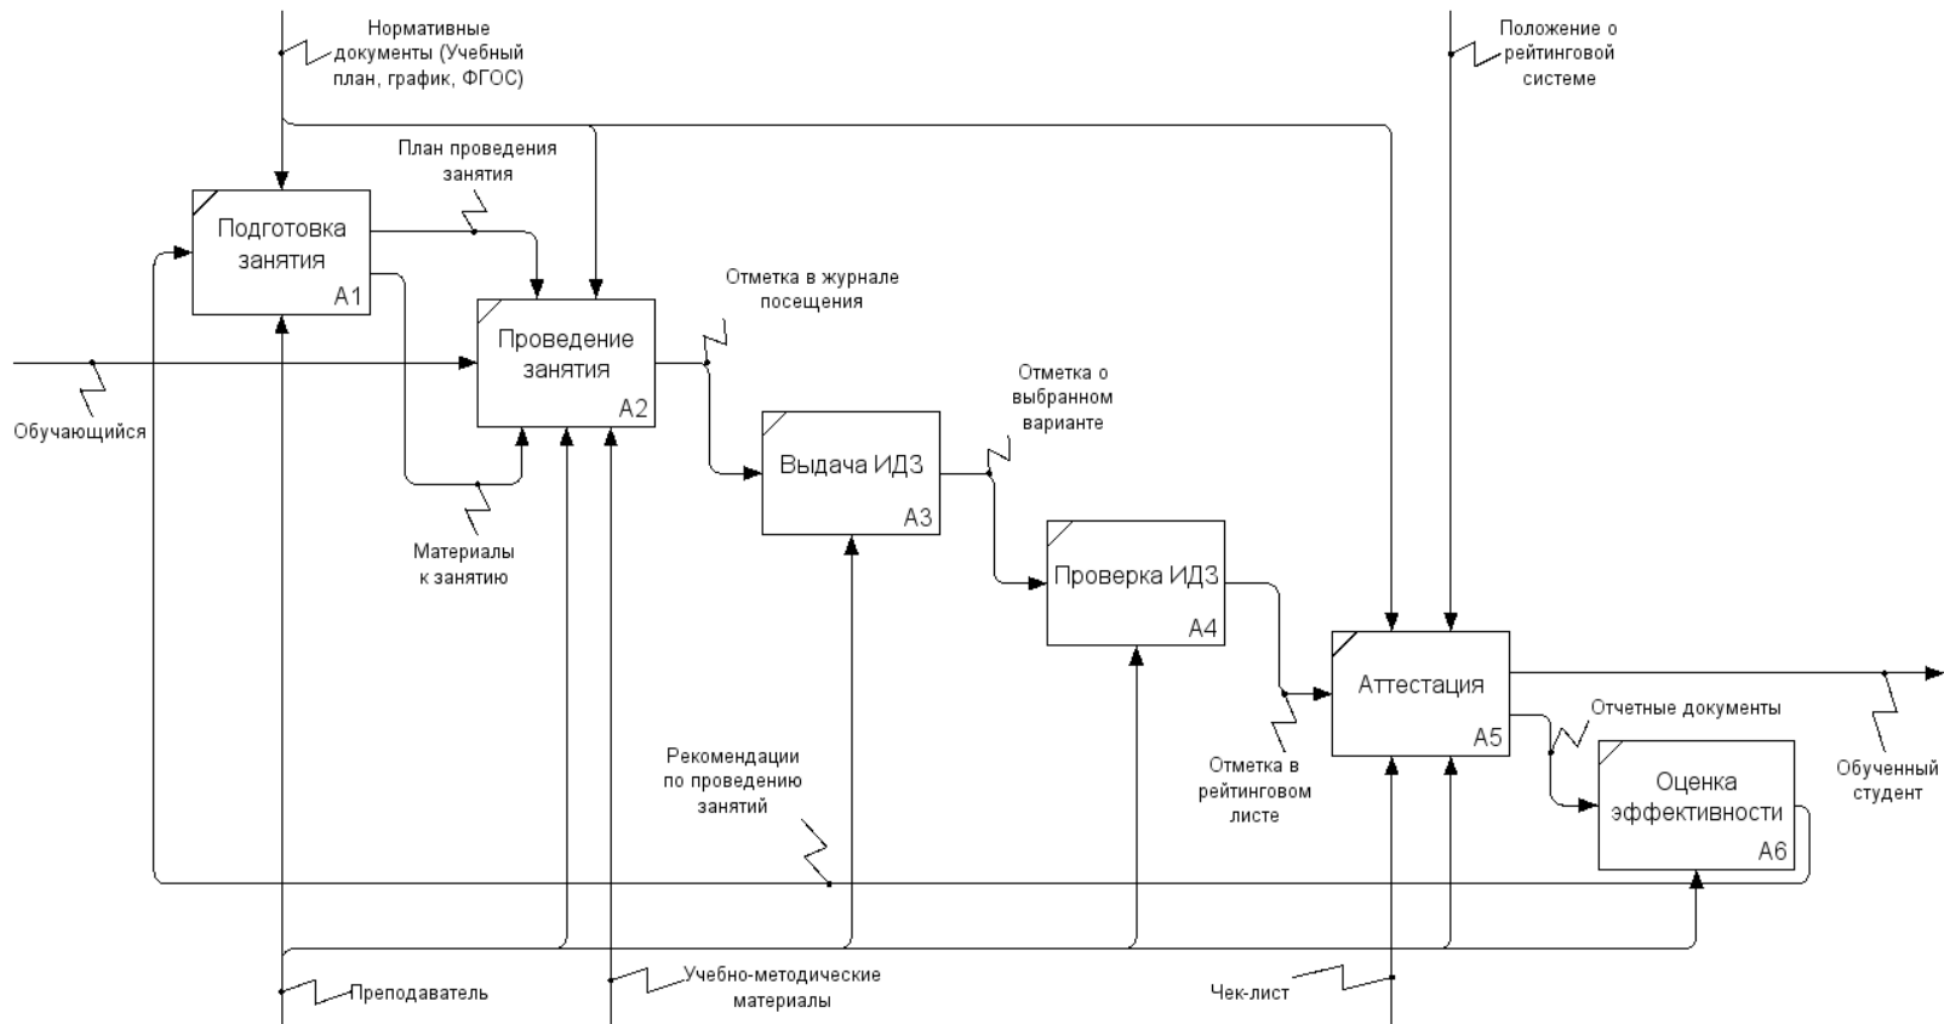 Нормативные
документы (Учебный
план, график, ФГОС)
Положение о
рейтинговой
системе
План проведения
занятия
Подготовка
занятия
A1
Отметка в журнале
посещения
Проведение
занятия
A2
Обучающийся
Отметка о
выбранном
варианте
Выдача ИДЗ
A3
Материалы
к занятию
Проверка ИДЗ
A4
Аттестация
A5
Отчетные документы
Рекомендации
по проведению
занятий
Отметка в
рейтинговом
листе
Обученный
студент
Оценка
эффективности
A6
Преподаватель
Учебно-методические
материалы
Чек-лист